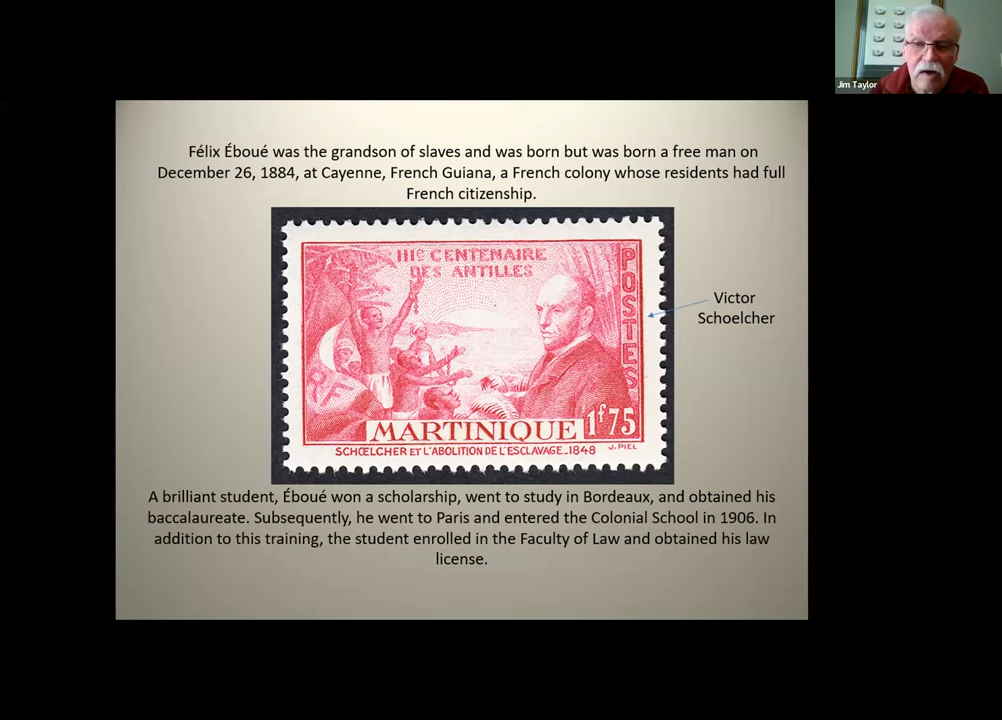 Jim Taylor
Félix Éboué was the grandson of slaves and was born but was born a free man on
December 26, 1884, at Cayenne, French Guiana, a French colony whose residents had full
French citizenship.
IIIe CENTENAIRE
DES ANTILLES
POSTES
Victor
Schoelcher
RF
MARTINIQUE 1f75
SCHŒLCHER ET L'ABOLITION DE L'ESCLAVAGE_1848 J. PIEL
A brilliant student, Éboué won a scholarship, went to study in Bordeaux, and obtained his
baccalaureate. Subsequently, he went to Paris and entered the Colonial School in 1906. In
addition to this training, the student enrolled in the Faculty of Law and obtained his law
license.